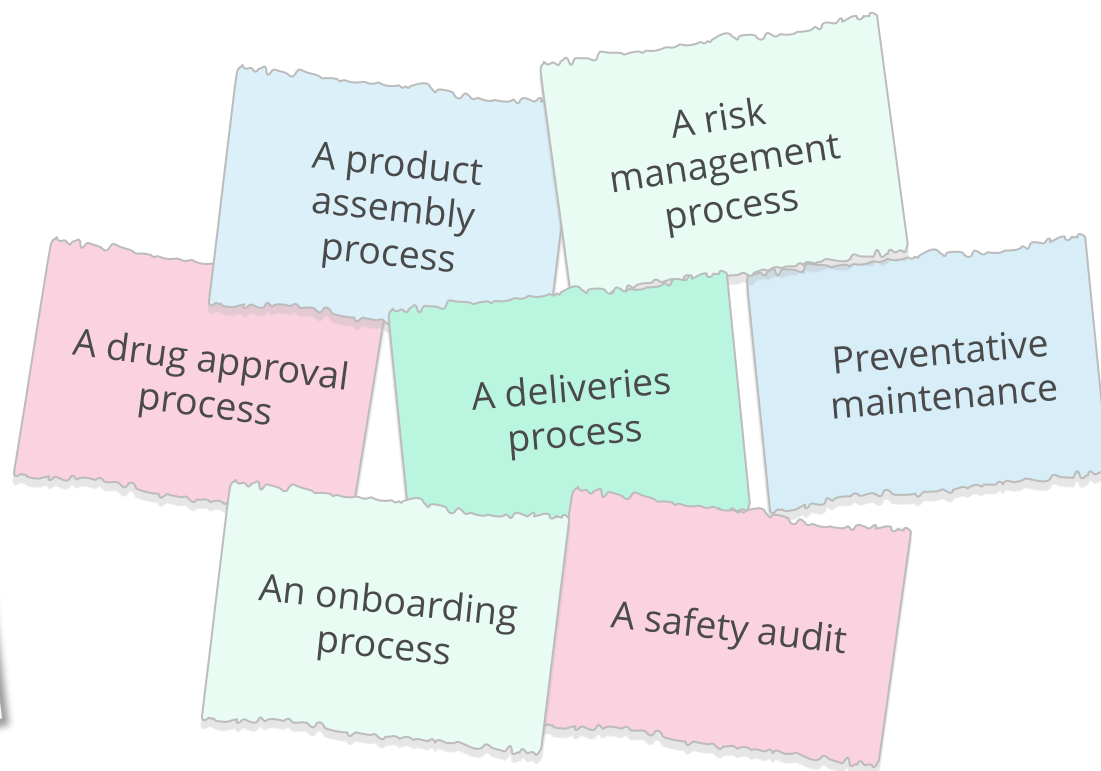 A product
assembly
process
A risk
management
process
A drug approval
process
A deliveries
process
Preventative
maintenance
An onboarding
process
A safety audit